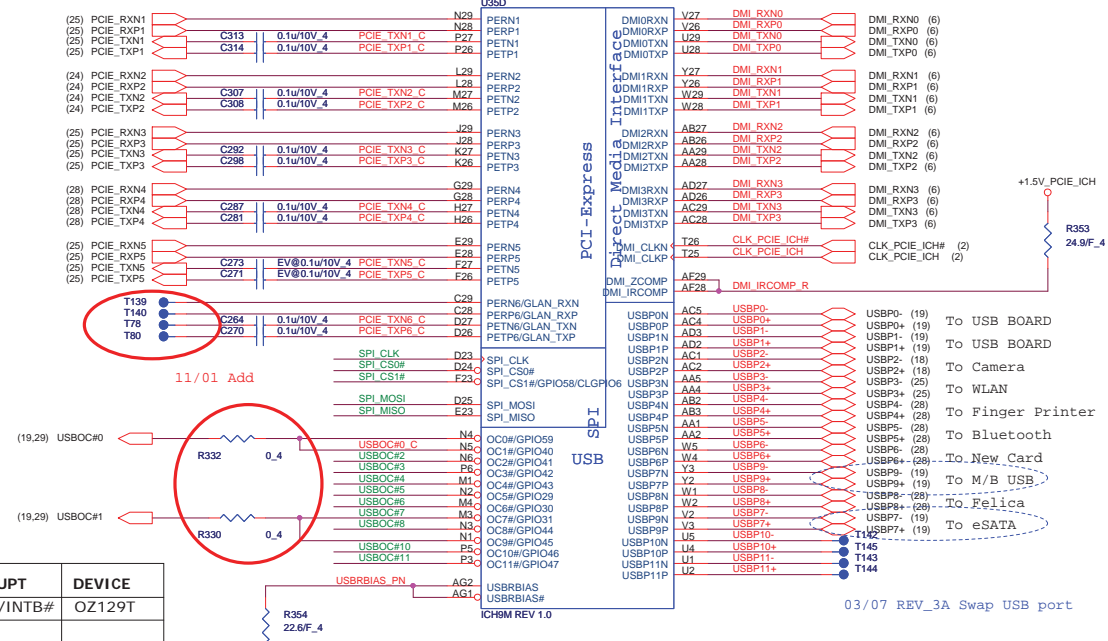 U35D
(25) PCIE_RXN1 N29 PERN1 DMI0RXN V27 DMI_RXN0 DMI_RXN0 (6)
(25) PCIE_RXP1 N28 PERP1 DMI0RXP V26 DMI_RXP0 DMI_RXP0 (6)
(25) PCIE_TXN1 C313 0.1u/10V_4 PCIE_TXN1_C P27 PETN1 DMI0TXN U29 DMI_TXN0 DMI_TXN0 (6)
(25) PCIE_TXP1 C314 0.1u/10V_4 PCIE_TXP1_C P26 PETP1 DMI0TXP U28 DMI_TXP0 DMI_TXP0 (6)
(24) PCIE_RXN2 L29 PERN2 DMI1RXN Y27 DMI_RXN1 DMI_RXN1 (6)
(24) PCIE_RXP2 L28 PERP2 DMI1RXP Y26 DMI_RXP1 DMI_RXP1 (6)
(24) PCIE_TXN2 C307 0.1u/10V_4 PCIE_TXN2_C M27 PETN2 DMI1TXN W29 DMI_TXN1 DMI_TXN1 (6)
(24) PCIE_TXP2 C308 0.1u/10V_4 PCIE_TXP2_C M26 PETP2 DMI1TXP W28 DMI_TXP1 DMI_TXP1 (6)
(25) PCIE_RXN3 J29 PERN3 DMI2RXN AB27 DMI_RXN2 DMI_RXN2 (6)
(25) PCIE_RXP3 J28 PERP3 DMI2RXP AB26 DMI_RXP2 DMI_RXP2 (6)
(25) PCIE_TXN3 C292 0.1u/10V_4 PCIE_TXN3_C K27 PETN3 DMI2TXN AA29 DMI_TXN2 DMI_TXN2 (6)
(25) PCIE_TXP3 C298 0.1u/10V_4 PCIE_TXP3_C K26 PETP3 DMI2TXP AA28 DMI_TXP2 DMI_TXP2 (6)
(28) PCIE_RXN4 G29 PERN4 DMI3RXN AD27 DMI_RXN3 DMI_RXN3 (6)
(28) PCIE_RXP4 G28 PERP4 DMI3RXP AD26 DMI_RXP3 DMI_RXP3 (6)
(28) PCIE_TXN4 C287 0.1u/10V_4 PCIE_TXN4_C H27 PETN4 DMI3TXN AC29 DMI_TXN3 DMI_TXN3 (6)
(28) PCIE_TXP4 C281 0.1u/10V_4 PCIE_TXP4_C H26 PETP4 DMI3TXP AC28 DMI_TXP3 DMI_TXP3 (6)
PCI-Express
Direct Media Interface
+1.5V_PCIE_ICH
R353
24.9/F_4
(25) PCIE_RXN5 E29 PERN5 DMI_CLKN T26 CLK_PCIE_ICH# CLK_PCIE_ICH# (2)
(25) PCIE_RXP5 E28 PERP5 DMI_CLKP T25 CLK_PCIE_ICH CLK_PCIE_ICH (2)
(25) PCIE_TXN5 C273 EV@0.1u/10V_4 PCIE_TXN5_C F27 PETN5
(25) PCIE_TXP5 C271 EV@0.1u/10V_4 PCIE_TXP5_C F26 PETP5
DMI_ZCOMP AF29
DMI_IRCOMP AF28 DMI_IRCOMP_R
T139 C29 PERN6/GLAN_RXN
T140 C28 PERP6/GLAN_RXP
T78 C264 0.1u/10V_4 PCIE_TXN6_C D27 PETN6/GLAN_TXN
T80 C270 0.1u/10V_4 PCIE_TXP6_C D26 PETP6/GLAN_TXP
11/01 Add
SPI_CLK D23 SPI_CLK
SPI_CS0# D24 SPI_CS0#
SPI_CS1# F23 SPI_CS1#/GPIO58/CLGPIO6
SPI_MOSI D25 SPI_MOSI
SPI_MISO E23 SPI_MISO
SPI
USB
USBP0N AC5 USBP0- USBP0- (19)
USBP0P AC4 USBP0+ USBP0+ (19) To USB BOARD
USBP1N AD3 USBP1- USBP1- (19)
USBP1P AD2 USBP1+ USBP1+ (19) To USB BOARD
USBP2N AC1 USBP2- USBP2- (18)
USBP2P AC2 USBP2+ USBP2+ (18) To Camera
USBP3N AA5 USBP3- USBP3- (25)
USBP3P AA4 USBP3+ USBP3+ (25) To WLAN
USBP4N AB2 USBP4- USBP4- (28)
USBP4P AB3 USBP4+ USBP4+ (28) To Finger Printer
USBP5N AA1 USBP5- USBP5- (28)
USBP5P AA2 USBP5+ USBP5+ (28) To Bluetooth
USBP6N W5 USBP6- USBP6- (28)
USBP6P W4 USBP6+ USBP6+ (28) To New Card
USBP7N Y3 USBP9- USBP9- (19)
USBP7P Y2 USBP9+ USBP9+ (19) To M/B USB
USBP8N W1 USBP8- USBP8- (28)
USBP8P W2 USBP8+ USBP8+ (28) To Felica
USBP9N V2 USBP7- USBP7- (19)
USBP9P V3 USBP7+ USBP7+ (19) To eSATA
USBP10N U5 USBP10- T142
USBP10P U4 USBP10+ T145
USBP11N U1 USBP11- T143
USBP11P U2 USBP11+ T144
(19,29) USBOC#0 R332 0_4 N4 OC0#/GPIO59
USBOC#0_C N5 OC1#/GPIO40
USBOC#2 N6 OC2#/GPIO41
USBOC#3 P6 OC3#/GPIO42
USBOC#4 M1 OC4#/GPIO43
USBOC#5 N2 OC5#/GPIO29
USBOC#6 M4 OC6#/GPIO30
USBOC#7 M3 OC7#/GPIO31
USBOC#8 N3 OC8#/GPIO44
(19,29) USBOC#1 R330 0_4 N1 OC9#/GPIO45
USBOC#10 P5 OC10#/GPIO46
USBOC#11 P3 OC11#/GPIO47
USBRBIAS_PN AG2 USBRBIAS
AG1 USBRBIAS#
R354
22.6/F_4
ICH9M REV 1.0
03/07 REV_3A Swap USB port
UPT DEVICE
/INTB# OZ129T